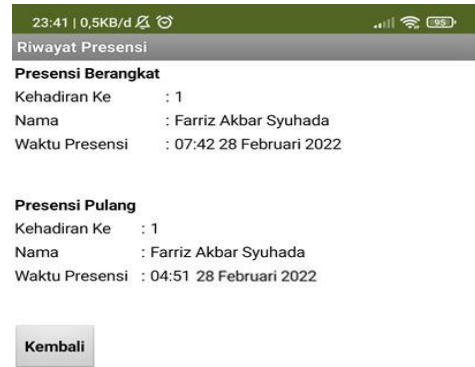 23:41 | 0,5KB/d
95
Riwayat Presensi
Presensi Berangkat
Kehadiran Ke : 1
Nama : Farriz Akbar Syuhada
Waktu Presensi : 07:42 28 Februari 2022
Presensi Pulang
Kehadiran Ke : 1
Nama : Farriz Akbar Syuhada
Waktu Presensi : 04:51 28 Februari 2022
Kembali